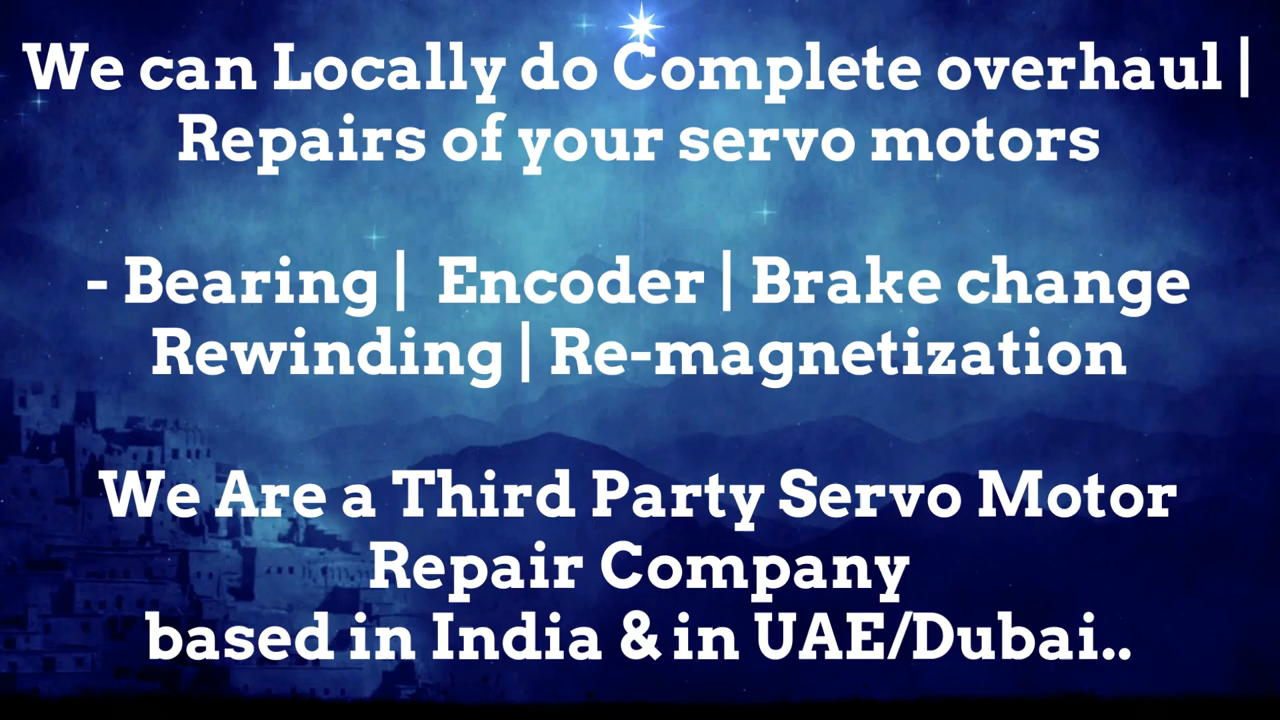 We can Locally do Complete overhaul |
Repairs of your servo motors
- Bearing | Encoder | Brake change
Rewinding | Re-magnetization
We Are a Third Party Servo Motor
Repair Company
based in India & in UAE/Dubai..